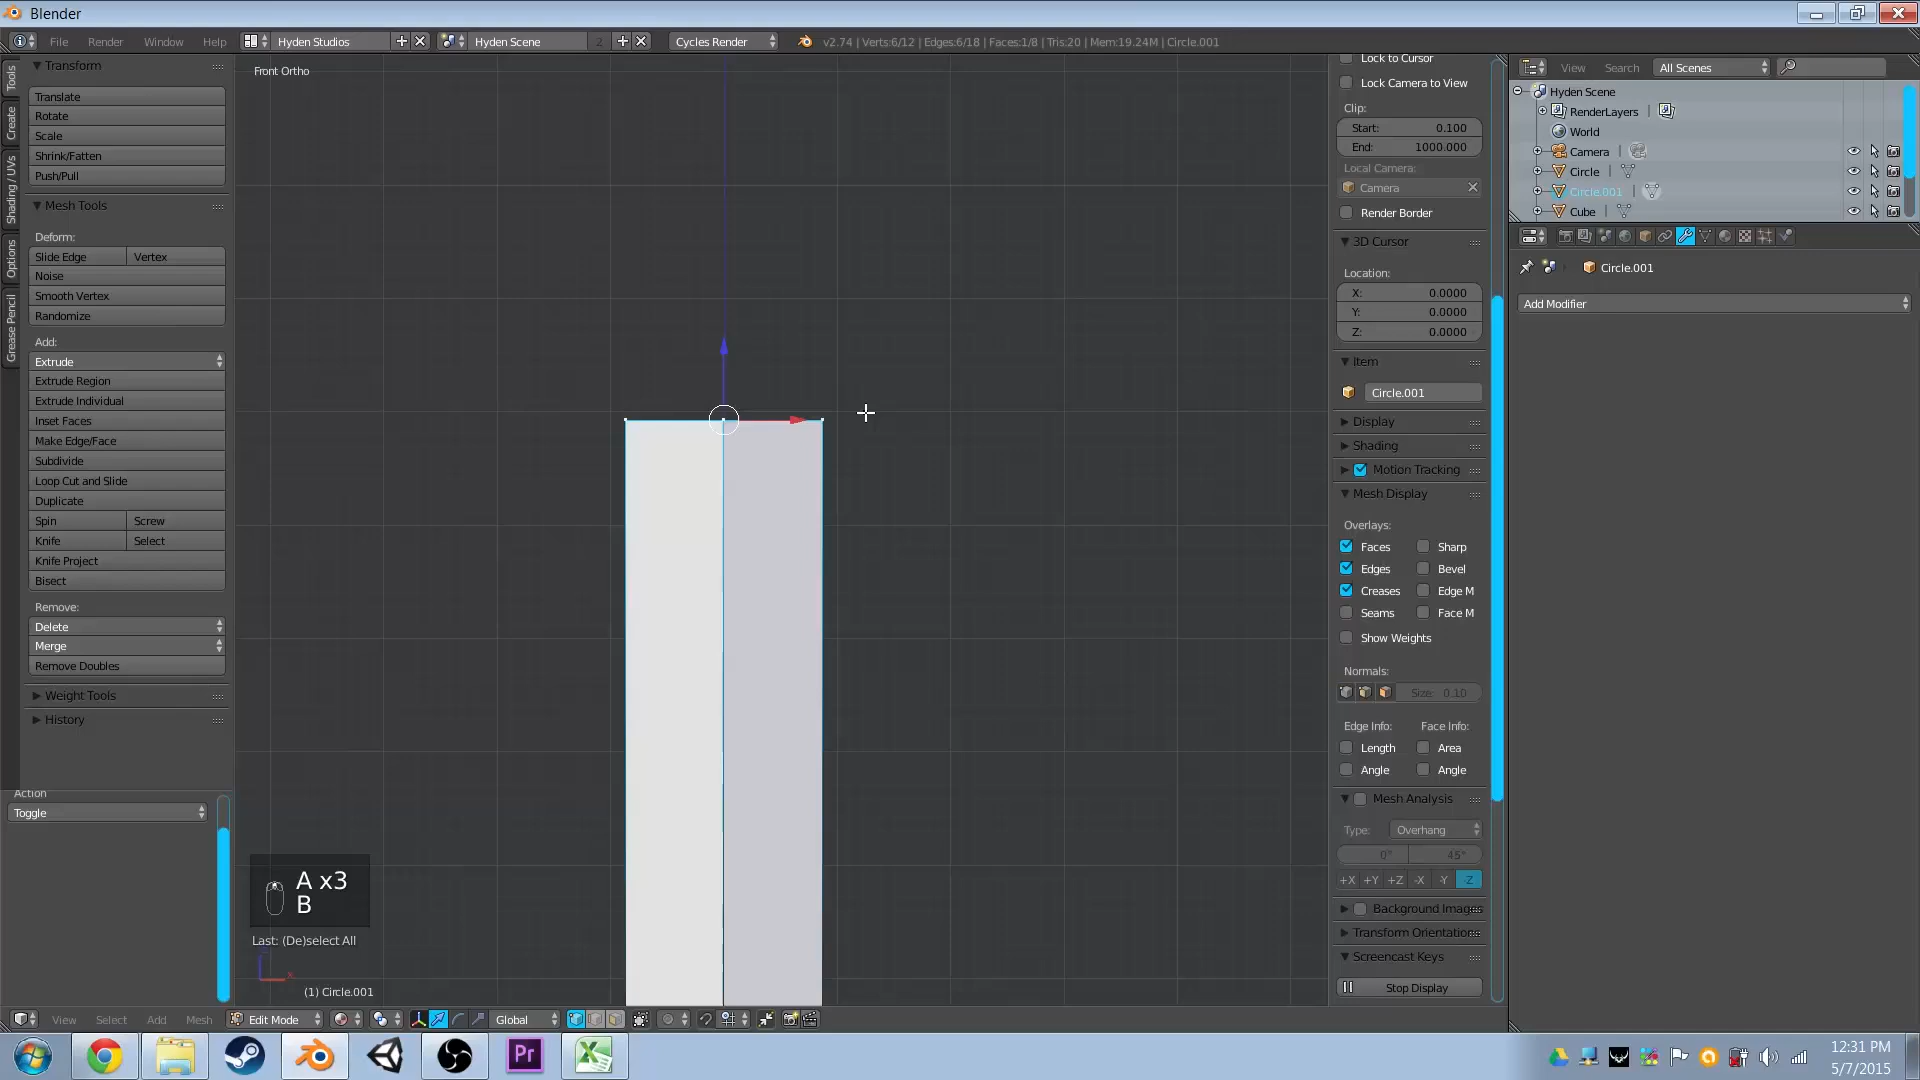 Blender
File Render Window Help Hyden Studios Hyden Scene 2 Cycles Render v2.74 | Verts:6/12 | Edges:6/18 | Faces:1/8 | Tris:20 | Mem:19.24M | Circle.001
Tools
Create
Shading / UVs
Options
Grease Pencil
Transform
Translate
Rotate
Scale
Shrink/Fatten
Push/Pull
Mesh Tools
Deform:
Slide Edge Vertex
Noise
Smooth Vertex
Randomize
Add:
Extrude
Extrude Region
Extrude Individual
Inset Faces
Make Edge/Face
Subdivide
Loop Cut and Slide
Duplicate
Spin Screw
Knife Select
Knife Project
Bisect
Remove:
Delete
Merge
Remove Doubles
Weight Tools
History
Action
Toggle
Front Ortho
A x3
B
Last: (De)select All
x
(1) Circle.001
View Select Add Mesh Edit Mode Global
Lock to Cursor
Lock Camera to View
Clip:
Start: 0.100
End: 1000.000
Local Camera:
Camera
Render Border
3D Cursor
Location:
X: 0.0000
Y: 0.0000
Z: 0.0000
Item
Circle.001
Display
Shading
Motion Tracking
Mesh Display
Overlays:
Faces Sharp
Edges Bevel
Creases Edge M
Seams Face M
Show Weights
Normals:
Size: 0.10
Edge Info: Face Info:
Length Area
Angle Angle
Mesh Analysis
Type: Overhang
0° 45°
+X +Y +Z -X -Y -Z
Background Images
Transform Orientation
Screencast Keys
Stop Display
View Search All Scenes
Hyden Scene
RenderLayers
World
Camera
Circle
Circle.001
Cube
Circle.001
Add Modifier
Pr
12:31 PM
5/7/2015